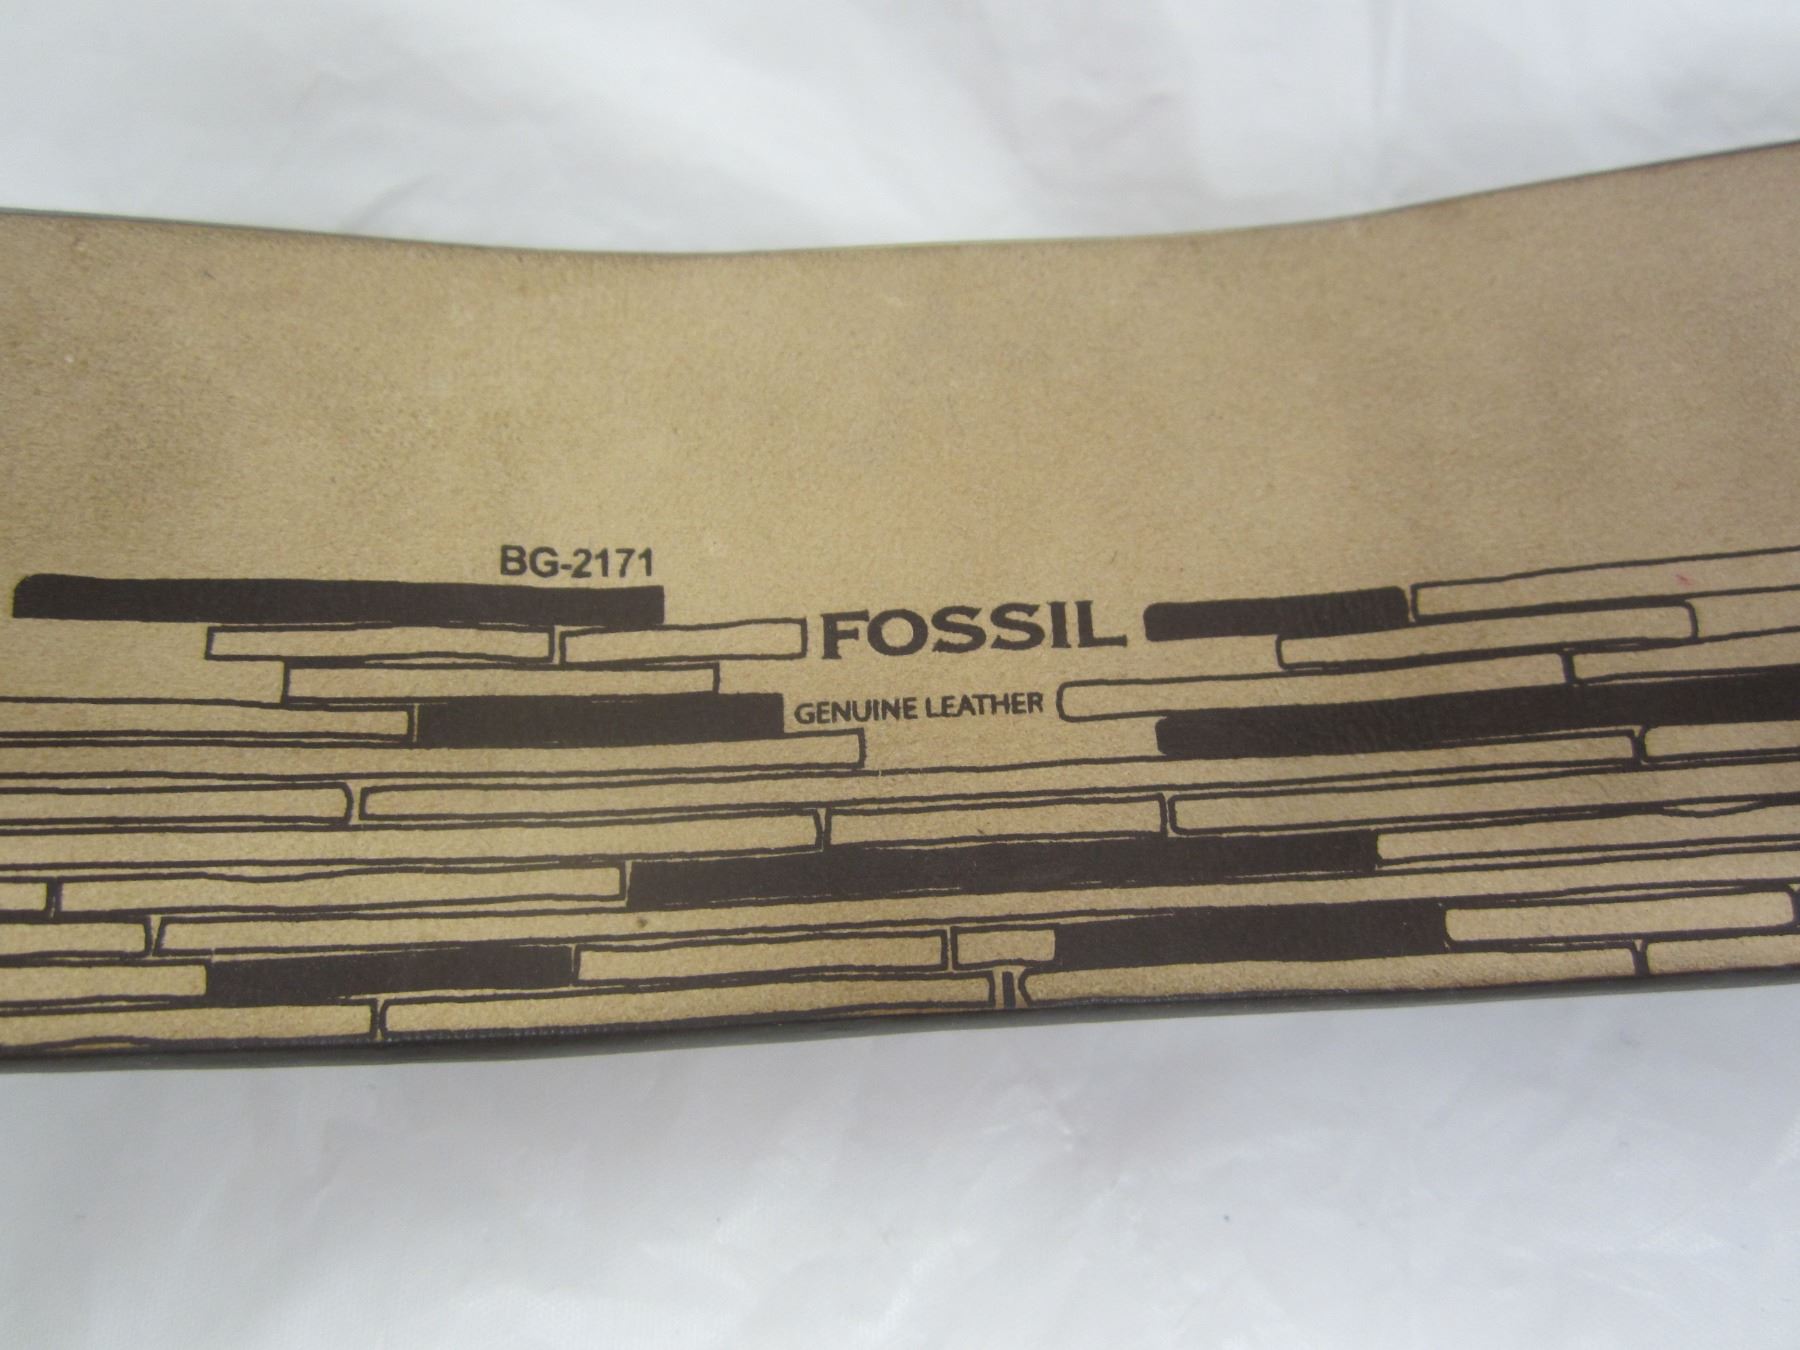 BG-2171
FOSSIL
GENUINE LEATHER